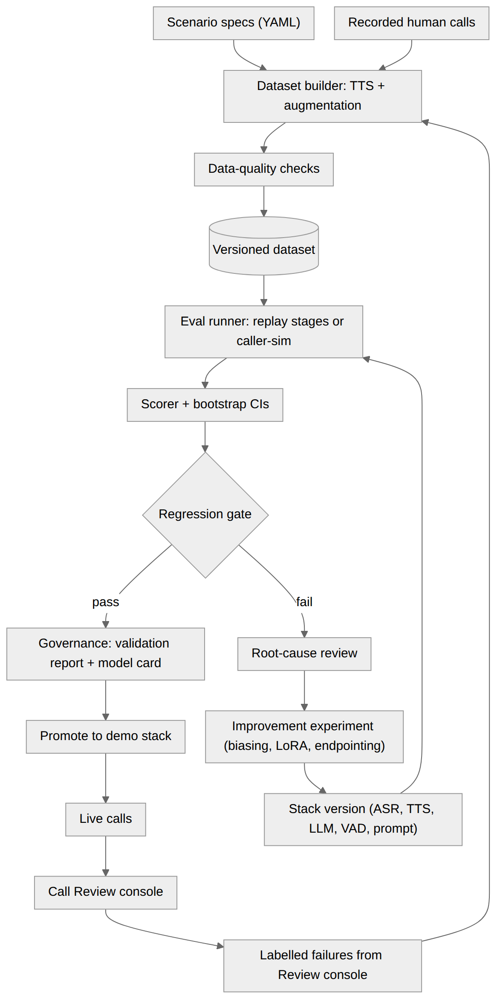 Scenario specs (YAML)
Recorded human calls
Dataset builder: TTS +
augmentation
Data-quality checks
Versioned dataset
Eval runner: replay stages or
caller-sim
Scorer + bootstrap CIs
Regression gate
pass
fail
Governance: validation
report + model card
Root-cause review
Promote to demo stack
Improvement experiment
(biasing, LoRA, endpointing)
Live calls
Stack version (ASR, TTS,
LLM, VAD, prompt)
Call Review console
Labelled failures from
Review console